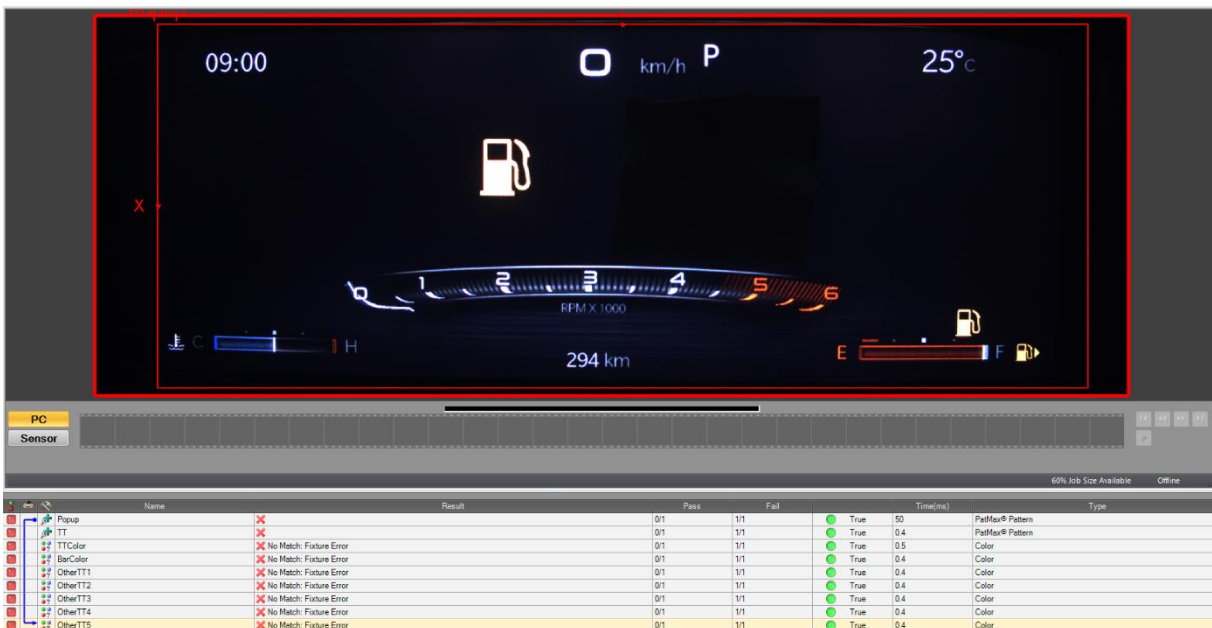 09:00
0 km/h P
25°C
X
0 1 2 3 4 5 6
RPM X 1000
C H
294 km
E F
PC
Sensor
60% Job Size Available Offline
Name Result Pass Fail Time(ms) Type
Popup 0/1 1/1 True 50 PatMax® Pattern
TT 0/1 1/1 True 0.4 PatMax® Pattern
TTColor No Match: Fixture Error 0/1 1/1 True 0.5 Color
BarColor No Match: Fixture Error 0/1 1/1 True 0.4 Color
OtherTT1 No Match: Fixture Error 0/1 1/1 True 0.4 Color
OtherTT2 No Match: Fixture Error 0/1 1/1 True 0.4 Color
OtherTT3 No Match: Fixture Error 0/1 1/1 True 0.4 Color
OtherTT4 No Match: Fixture Error 0/1 1/1 True 0.4 Color
OtherTT5 No Match: Fixture Error 0/1 1/1 True 0.4 Color